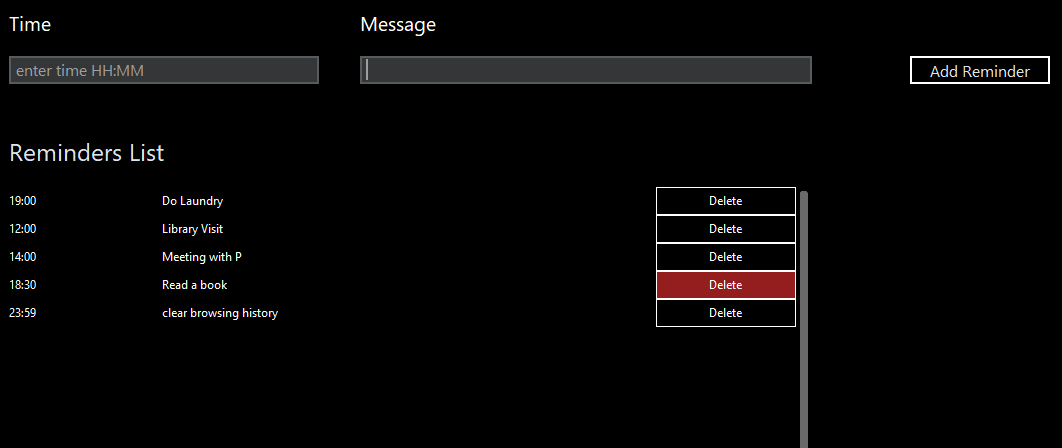 Time Message
enter time HH:MM Add Reminder
Reminders List
19:00 Do Laundry Delete
12:00 Library Visit Delete
14:00 Meeting with P Delete
18:30 Read a book Delete
23:59 clear browsing history Delete